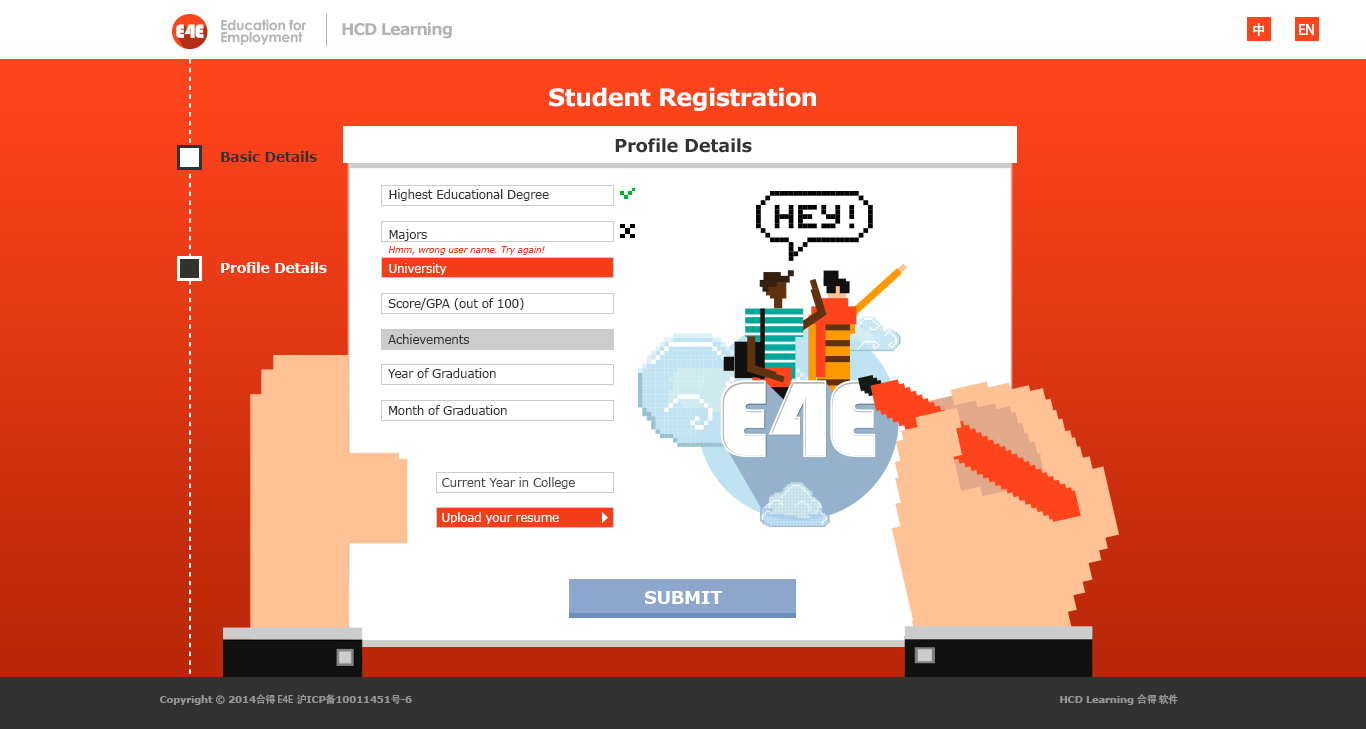 E4E
Education for
Employment
HCD Learning
中
EN
Student Registration
Profile Details
Basic Details
Profile Details
Highest Educational Degree
Majors
Hmm, wrong user name. Try again!
University
Score/GPA (out of 100)
Achievements
Year of Graduation
Month of Graduation
Current Year in College
Upload your resume
HEY!
E4E
SUBMIT
Copyright © 2014合得 E4E 沪ICP备10011451号-6
HCD Learning 合得 软件